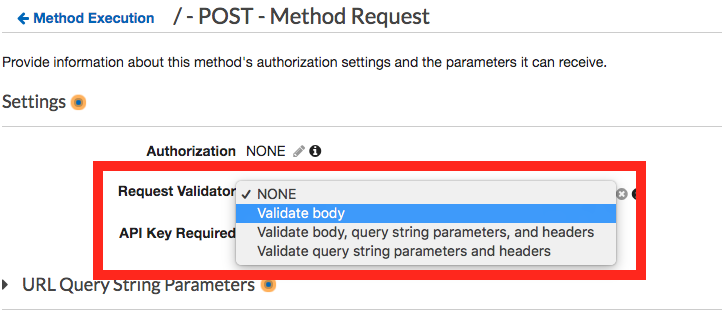 Method Execution / - POST - Method Request
Provide information about this method's authorization settings and the parameters it can receive.
Settings
Authorization NONE
Request Validator
✓ NONE
Validate body
API Key Required
Validate body, query string parameters, and headers
Validate query string parameters and headers
URL Query String Parameters